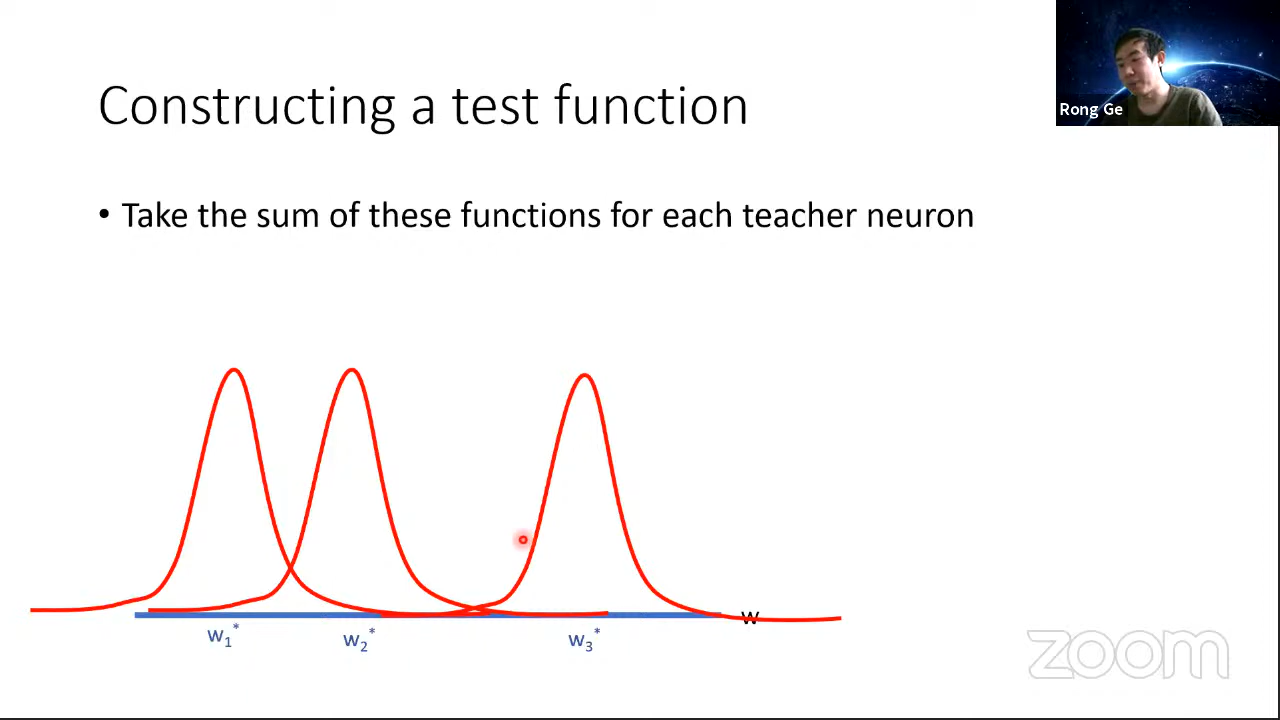 Rong Ge
Constructing a test function
• Take the sum of these functions for each teacher neuron
w
w₁* w₂* w₃*
zoom